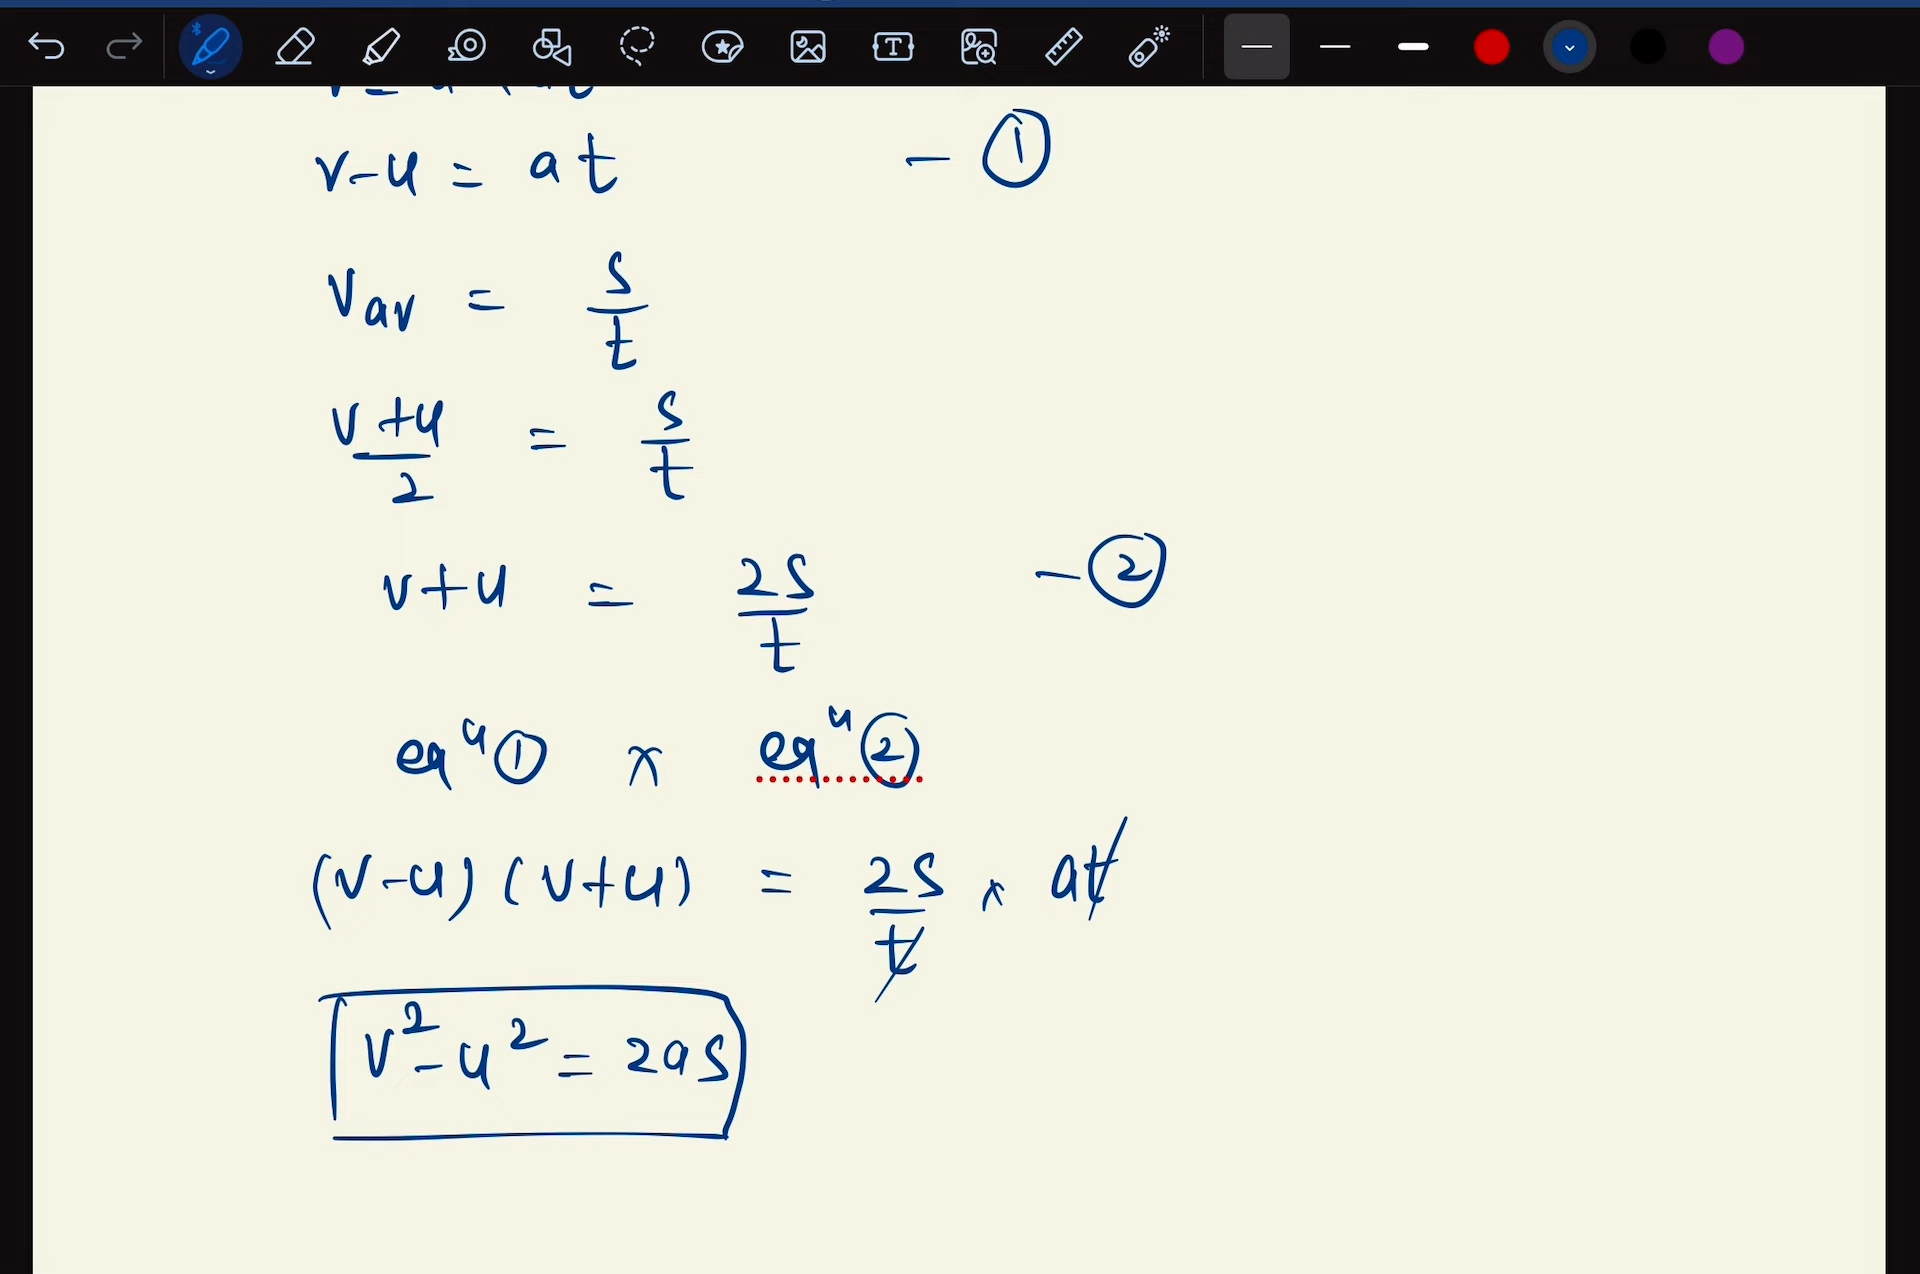 v-u = at - ①
Vav = s/t
v+u/2 = s/t
v+u = 2s/t - ②
eqⁿ① × eqⁿ②
(v-u)(v+u) = 2s/t × at
v²-u² = 2as